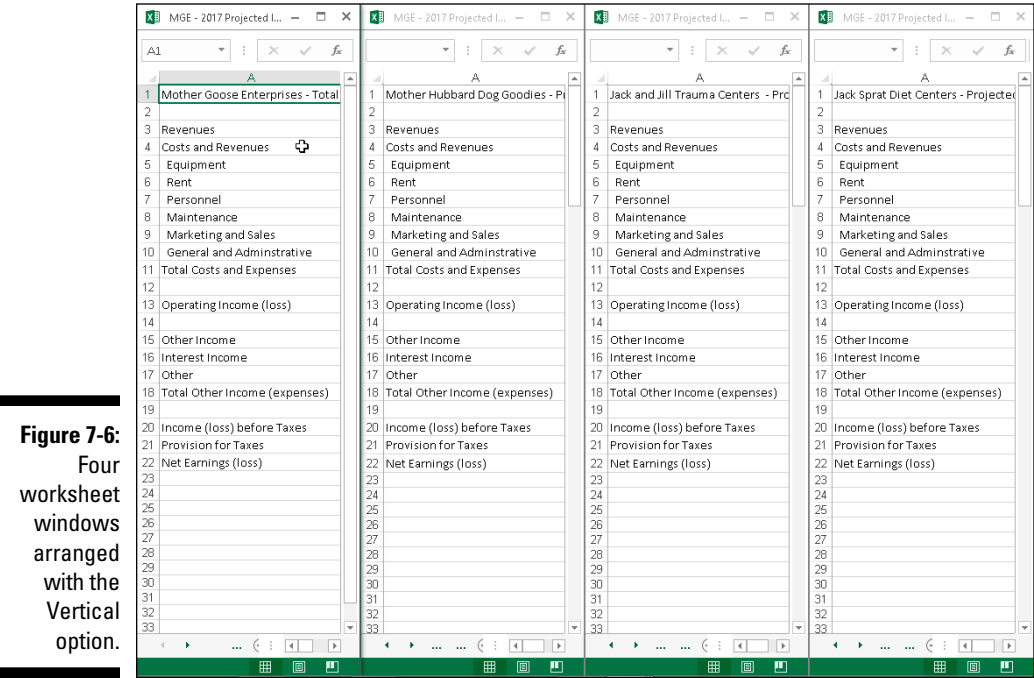 MGE - 2017 Projected I...
A1
fx
A
1 Mother Goose Enterprises - Total
2
3 Revenues
4 Costs and Revenues
5 Equipment
6 Rent
7 Personnel
8 Maintenance
9 Marketing and Sales
10 General and Adminstrative
11 Total Costs and Expenses
12
13 Operating Income (loss)
14
15 Other Income
16 Interest Income
17 Other
18 Total Other Income (expenses)
19
20 Income (loss) before Taxes
21 Provision for Taxes
22 Net Earnings (loss)
23
24
25
26
27
28
29
30
31
32
33
...
MGE - 2017 Projected I...
fx
A
1 Mother Hubbard Dog Goodies - Pr
2
3 Revenues
4 Costs and Revenues
5 Equipment
6 Rent
7 Personnel
8 Maintenance
9 Marketing and Sales
10 General and Adminstrative
11 Total Costs and Expenses
12
13 Operating Income (loss)
14
15 Other Income
16 Interest Income
17 Other
18 Total Other Income (expenses)
19
20 Income (loss) before Taxes
21 Provision for Taxes
22 Net Earnings (loss)
23
24
25
26
27
28
29
30
31
32
33
... ...
MGE - 2017 Projected I...
fx
A
1 Jack and Jill Trauma Centers - Pro
2
3 Revenues
4 Costs and Revenues
5 Equipment
6 Rent
7 Personnel
8 Maintenance
9 Marketing and Sales
10 General and Adminstrative
11 Total Costs and Expenses
12
13 Operating Income (loss)
14
15 Other Income
16 Interest Income
17 Other
18 Total Other Income (expenses)
19
20 Income (loss) before Taxes
21 Provision for Taxes
22 Net Earnings (loss)
23
24
25
26
27
28
29
30
31
32
33
... ...
MGE - 2017 Projected I...
fx
A
1 Jack Sprat Diet Centers - Projected
2
3 Revenues
4 Costs and Revenues
5 Equipment
6 Rent
7 Personnel
8 Maintenance
9 Marketing and Sales
10 General and Adminstrative
11 Total Costs and Expenses
12
13 Operating Income (loss)
14
15 Other Income
16 Interest Income
17 Other
18 Total Other Income (expenses)
19
20 Income (loss) before Taxes
21 Provision for Taxes
22 Net Earnings (loss)
23
24
25
26
27
28
29
30
31
32
33
... ...
Figure 7-6:
Four
worksheet
windows
arranged
with the
Vertical
option.